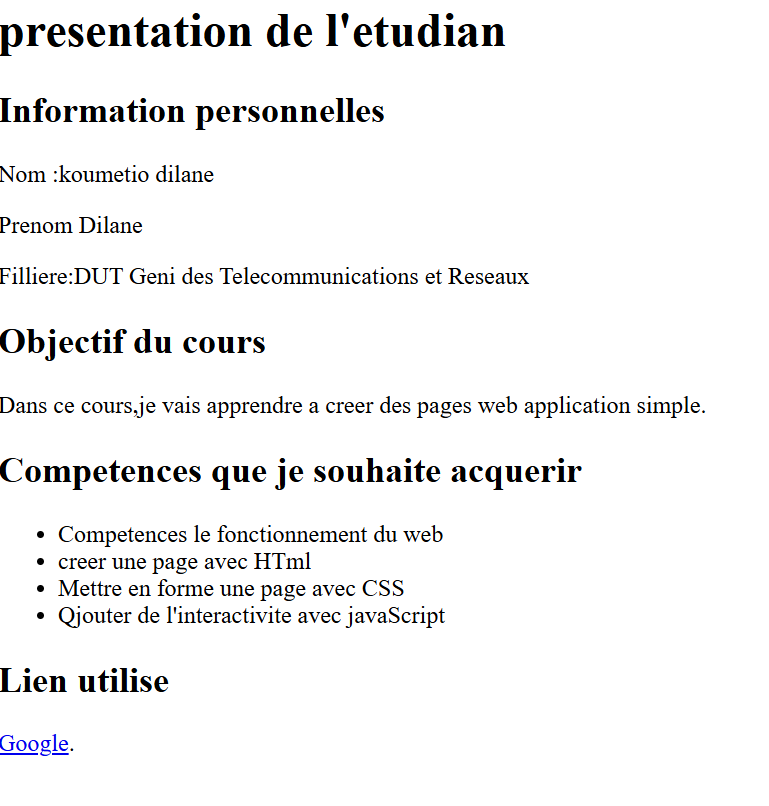 presentation de l'etudian
Information personnelles
Nom :koumetio dilane
Prenom Dilane
Filliere:DUT Geni des Telecommunications et Reseaux
Objectif du cours
Dans ce cours,je vais apprendre a creer des pages web application simple.
Competences que je souhaite acquerir
• Competences le fonctionnement du web
• creer une page avec HTml
• Mettre en forme une page avec CSS
• Qjouter de l'interactivite avec javaScript
Lien utilise
Google.